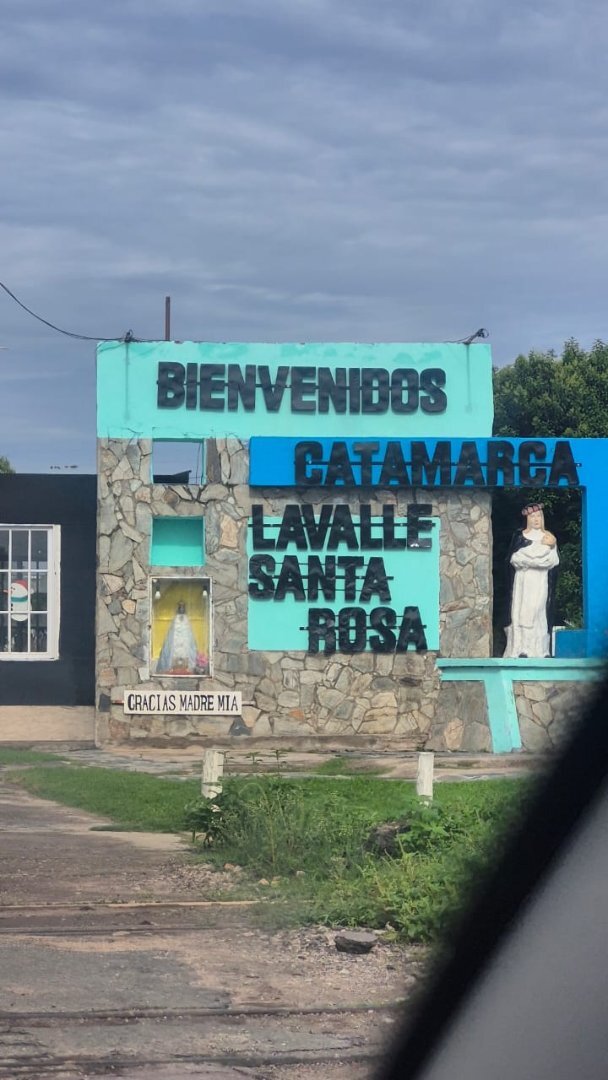 BIENVENIDOS
CATAMARCA
LAVALLE
SANTA
ROSA
GRACIAS MADRE MIA